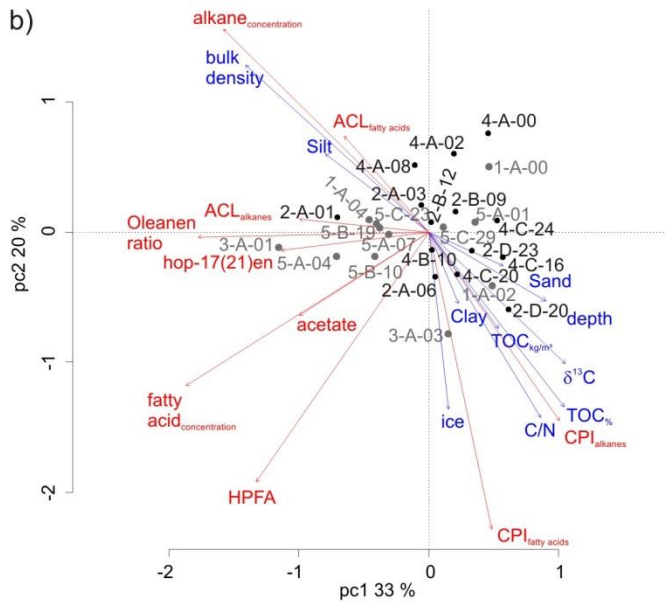 b)
alkane concentration
bulk
density
ACL fatty acids
Silt
4-A-00
4-A-02
1-A-00
4-A-08
2-A-03
2-B-12
2-B-09
1-A-04
5-C-23
5-A-01
ACL alkanes
2-A-01
4-C-24
Oleanen
ratio
5-B-19
5-A-07
5-C-29
2-D-23
3-A-01
hop-17(21)en
4-B-10
4-C-16
5-A-04
5-B-10
4-C-20
Sand
2-A-06
1-A-02
2-D-20
depth
acetate
Clay
TOC kg/m²
3-A-03
δ¹³C
fatty
acid concentration
ice
C/N
TOC %
CPI alkanes
HPFA
CPI fatty acids
1
0
-1
-2
pc2 20 %
-2
-1
0
1
pc1 33 %